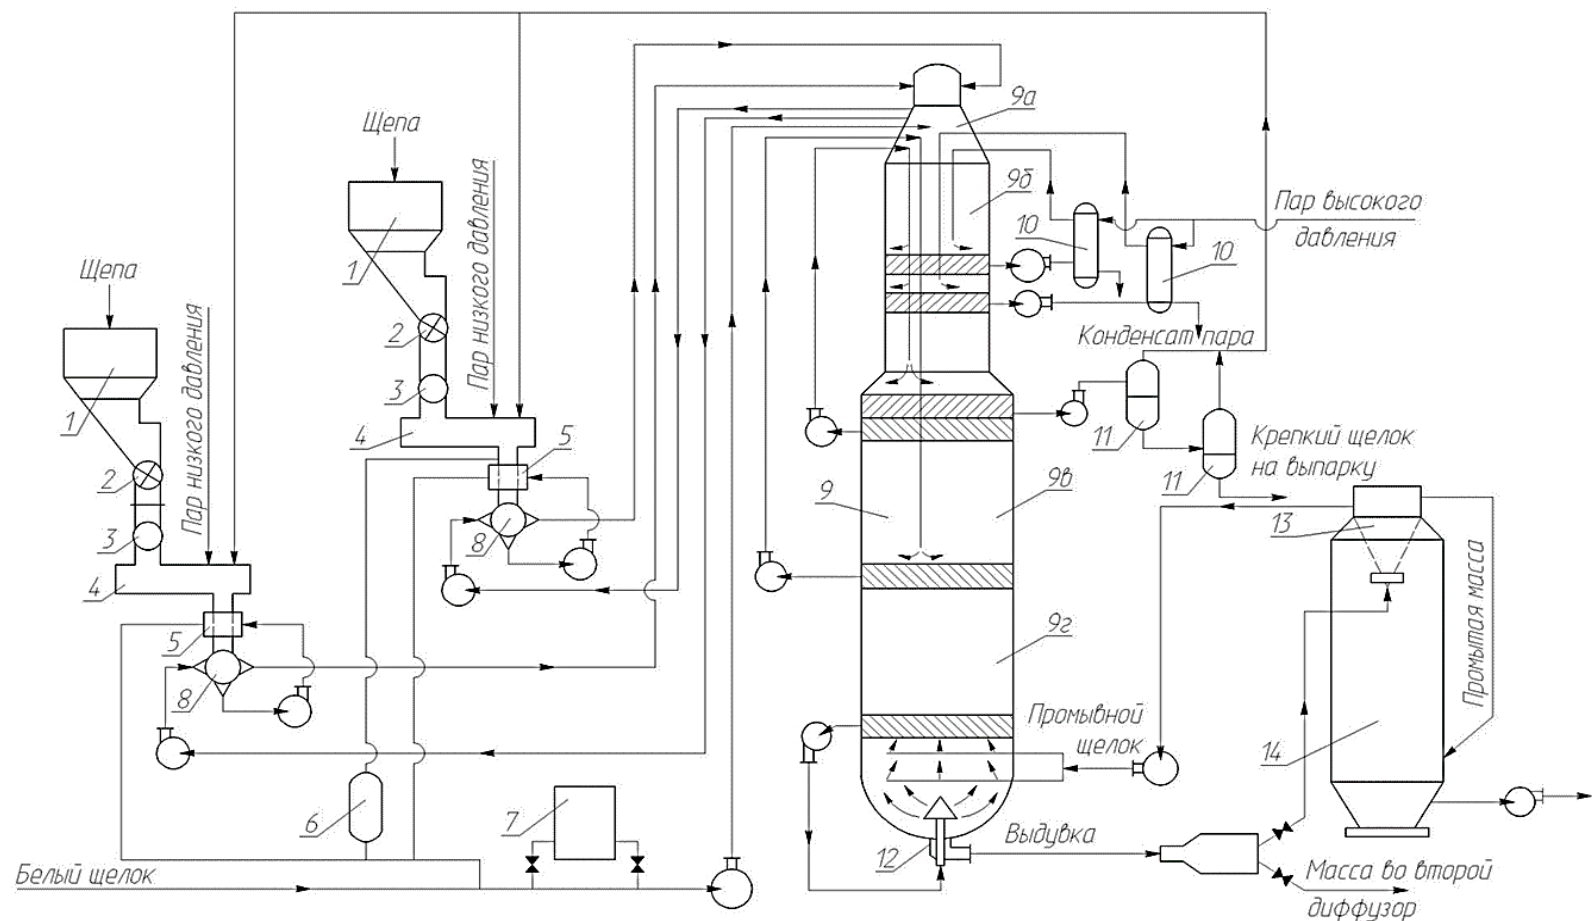 Щепа
1
2
3
Пар низкого давления
4
5
8
Щепа
1
2
3
Пар низкого давления
4
5
8
6
7
Белый щелок
9а
9б
10
10
Пар высокого
давления
Конденсат пара
11
11
Крепкий щелок
на выпарку
9
9в
9г
Промывной
щелок
12
Выдувка
13
14
Промытая масса
Масса во второй
диффузор